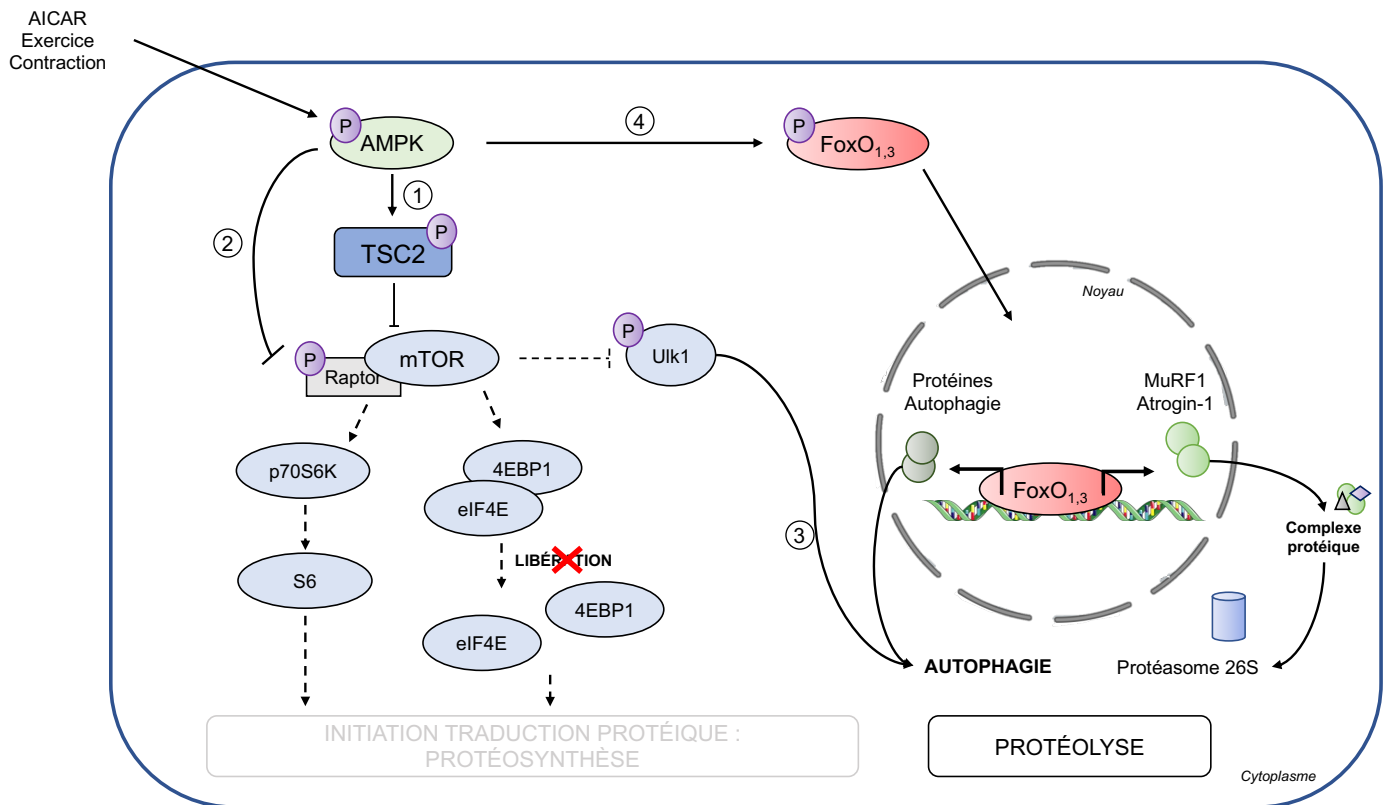 AICAR
Exercice
Contraction
P
AMPK
4
P
FoxO1,3
1
2
P
TSC2
Noyau
P
mTOR
Raptor
P
Ulk1
Protéines
Autophagie
MuRF1
Atrogin-1
p70S6K
4EBP1
eIF4E
FoxO1,3
3
Complexe
protéique
LIBÉRATION
S6
4EBP1
eIF4E
AUTOPHAGIE
Protéasome 26S
INITIATION TRADUCTION PROTÉIQUE :
PROTÉOSYNTHÈSE
PROTÉOLYSE
Cytoplasme